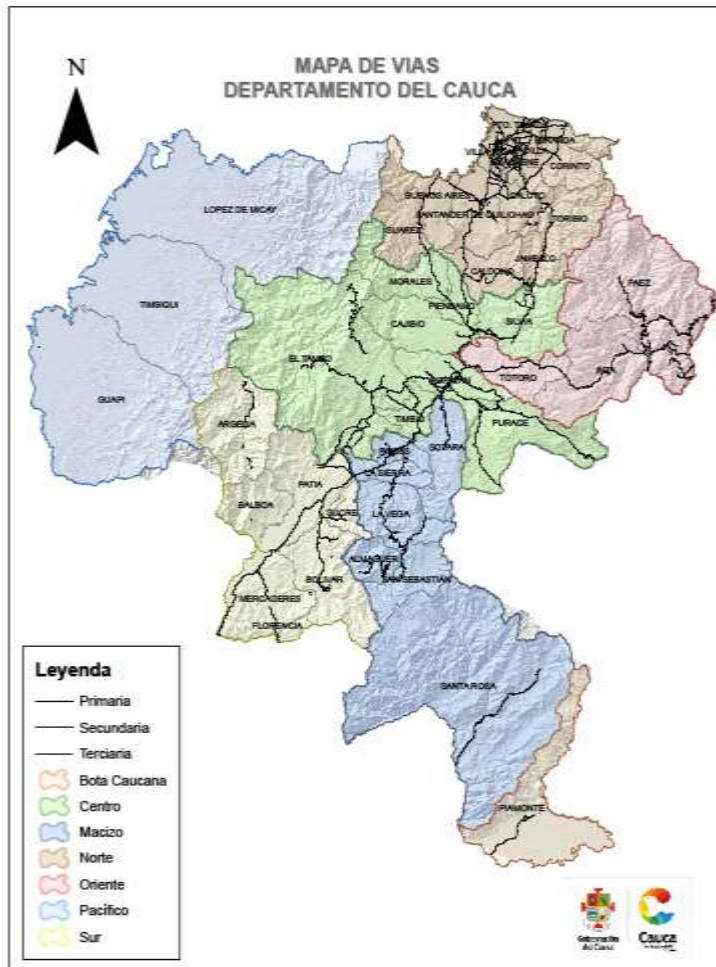 N
MAPA DE VIAS
DEPARTAMENTO DEL CAUCA
CORINTO
BUENOS AIRES
LOPEZ DE MICAY
SANTANDER DE QUILICHAO
TORIBIO
SUAREZ
JAMBALO
CALDONO
MORALES
PAEZ
TIMBIQUI
PIENDAMO
CAJIBIO
SILVIA
EL TAMBO
INZA
TOTORO
GUAPI
ARGELIA
TIMBIO
PURACE
SOTARA
LA SIERRA
PATIA
BALBOA
SUCRE
LA VEGA
ALMAGUER
SAN SEBASTIAN
BOLIVAR
MERCADERES
FLORENCIA
SANTA ROSA
PIAMONTE
Leyenda
Primaria
Secundaria
Terciaria
Bota Caucana
Centro
Macizo
Norte
Oriente
Pacífico
Sur
Gobernación
del Cauca
Cauca